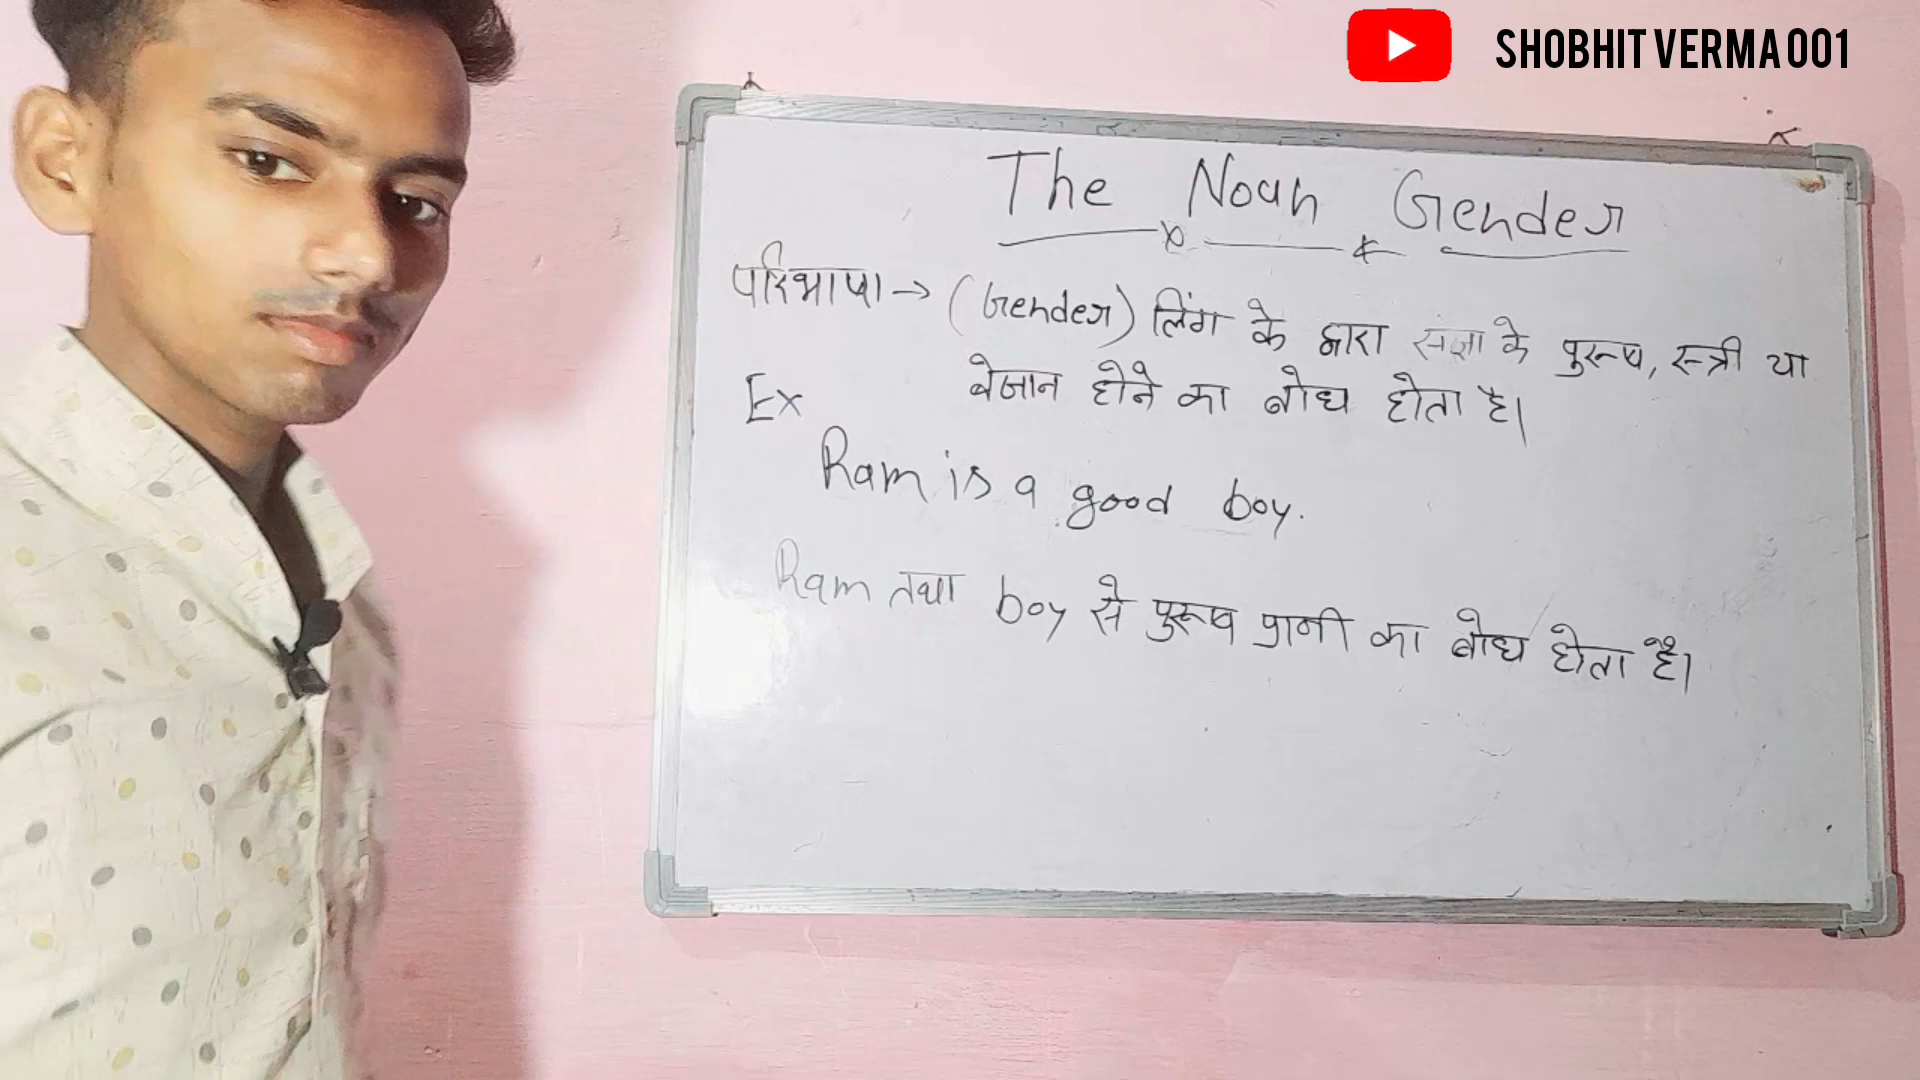 SHOBHIT VERMA 001
The Noun Gender
परिभाषा → (Gender) लिंग के द्वारा संज्ञा के पुरूष, स्त्री या
बेजान होने का बोध होता है।
Ex
Ram is a good boy.
Ram तथा boy से पुरूष प्रानी का बोध होता है।